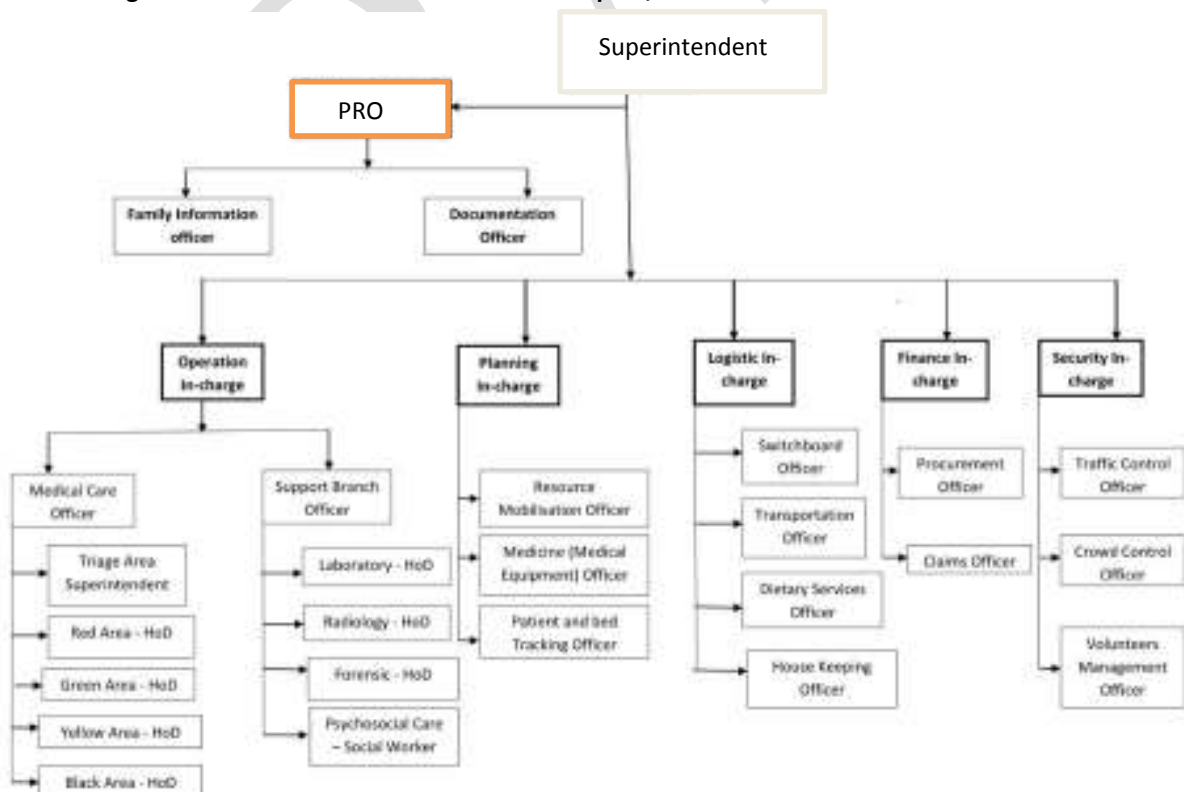 Superintendent
PRO
Family Information
officer
Documentation
Officer
Operation
In-charge
Planning
In-charge
Logistic In-
charge
Finance In-
charge
Security In-
charge
Medical Care
Officer
Support Branch
Officer
Triage Area
Superintendent
Red Area - HoD
Green Area - HoD
Yellow Area - HoD
Black Area - HoD
Laboratory - HoD
Radiology - HoD
Forensic - HoD
Psychosocial Care
– Social Worker
Resource
Mobilisation Officer
Medicine (Medical
Equipment) Officer
Patient and bed
Tracking Officer
Switchboard
Officer
Transportation
Officer
Dietary Services
Officer
House Keeping
Officer
Procurement
Officer
Claims Officer
Traffic Control
Officer
Crowd Control
Officer
Volunteers
Management
Officer